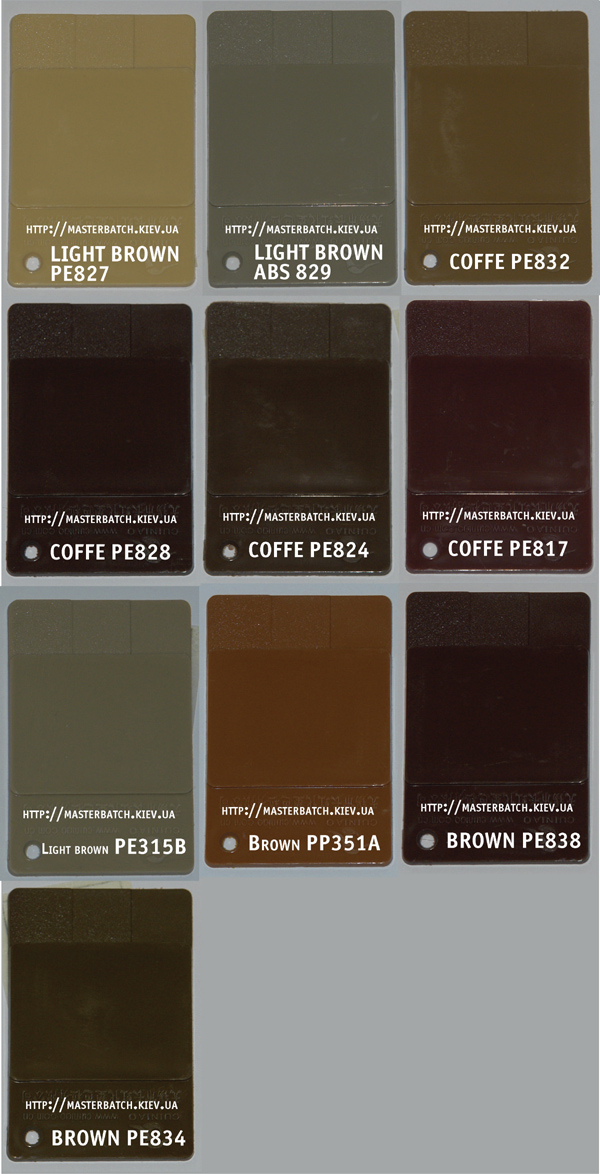 HTTP://MASTERBATCH.KIEV.UA
LIGHT BROWN
PE827
HTTP://MASTERBATCH.KIEV.UA
LIGHT BROWN
ABS 829
HTTP://MASTERBATCH.KIEV.UA
COFFE PE832
HTTP://MASTERBATCH.KIEV.UA
COFFE PE828
HTTP://MASTERBATCH.KIEV.UA
COFFE PE824
HTTP://MASTERBATCH.KIEV.UA
COFFE PE817
HTTP://MASTERBATCH.KIEV.UA
LIGHT BROWN PE315B
HTTP://MASTERBATCH.KIEV.UA
BROWN PP351A
HTTP://MASTERBATCH.KIEV.UA
BROWN PE838
HTTP://MASTERBATCH.KIEV.UA
BROWN PE834